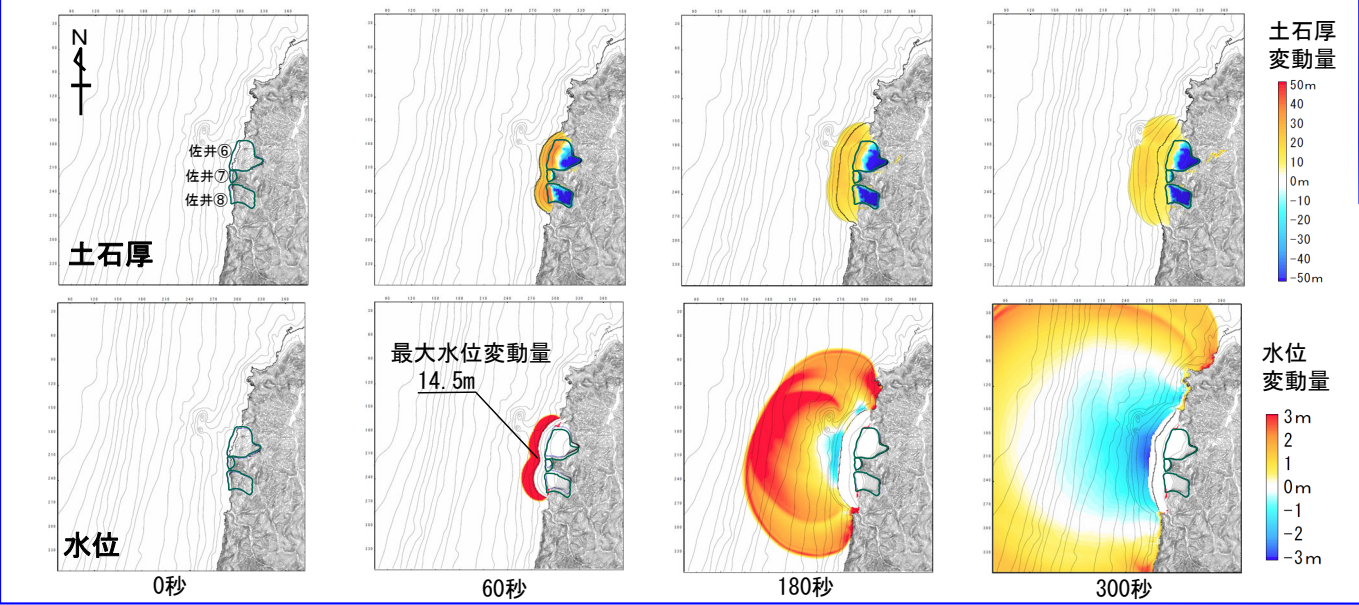 N
佐井⑥
佐井⑦
佐井⑧
土石厚
土石厚
変動量
50m
40
30
20
10
0m
-10
-20
-30
-40
-50m
水位
最大水位変動量
14.5m
水位
変動量
3m
2
1
0m
-1
-2
-3m
0秒
60秒
180秒
300秒